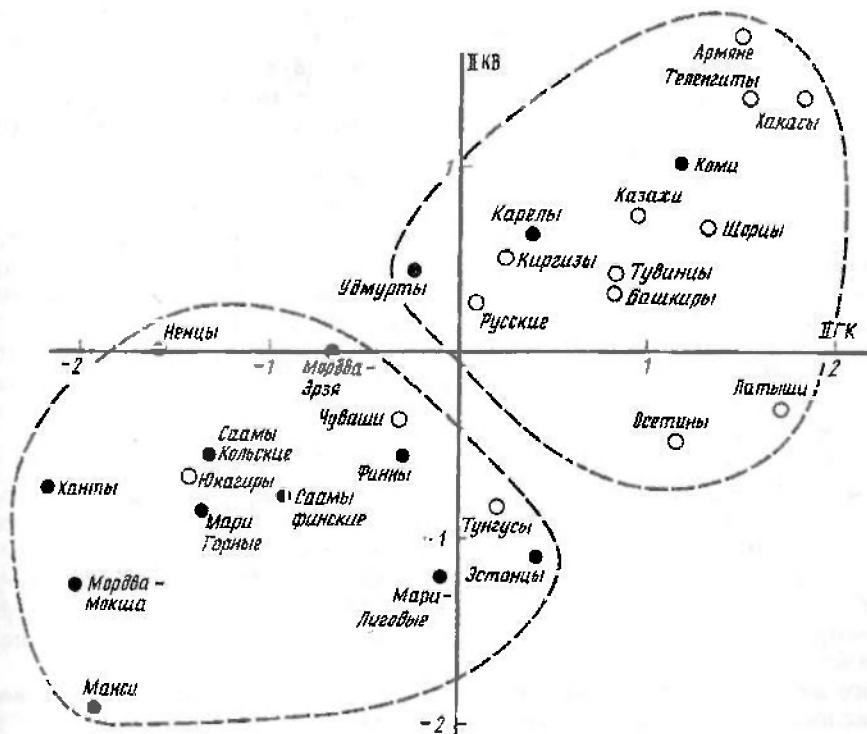 Армяне
II КВ
Теленгиты
Хакасы
1
Коми
Казахи
Карелы
Шорцы
Киргизы
Удмурты
Тувинцы
Башкиры
Русские
Ненцы
II ГК
-2
-1
1
2
Мордва-
Эрзя
Латыши
Чуваши
Осетины
Саамы
Кольские
Финны
Юкагиры
Ханты
Саамы
финские
Тунгусы
Мари
Горные
-1
Эстонцы
Мордва-
Мокша
Мари-
Лиговые
Манси
-2